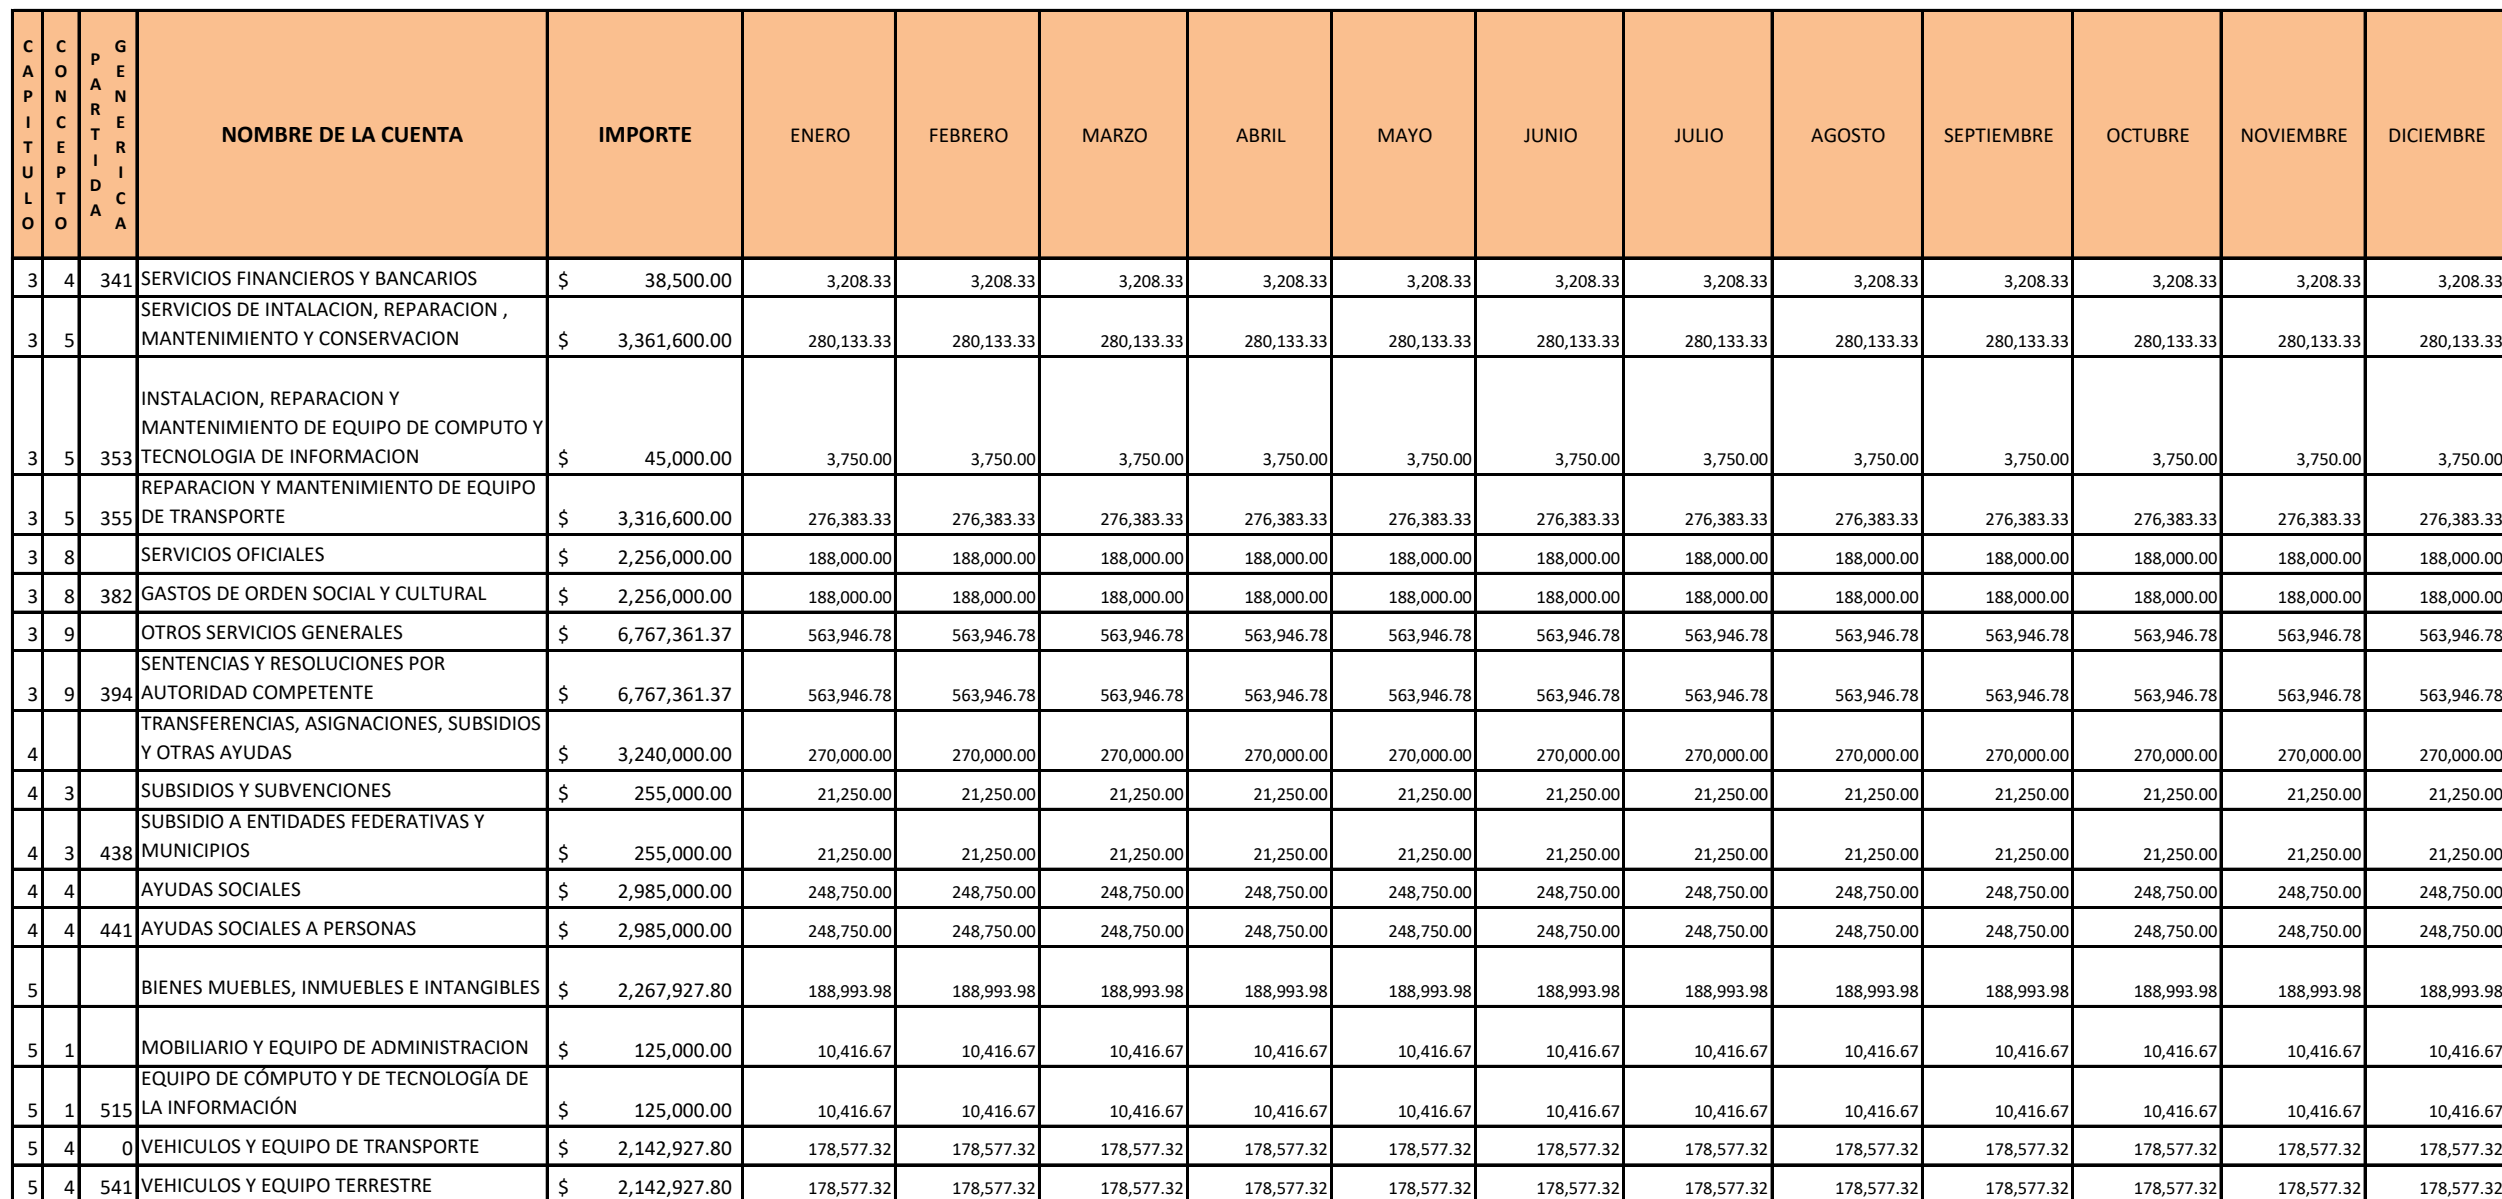 CAPITULO CONCEPTO PARTIDA GENERICA NOMBRE DE LA CUENTA IMPORTE ENERO FEBRERO MARZO ABRIL MAYO JUNIO JULIO AGOSTO SEPTIEMBRE OCTUBRE NOVIEMBRE DICIEMBRE
3 4 341 SERVICIOS FINANCIEROS Y BANCARIOS $ 38,500.00 3,208.33 3,208.33 3,208.33 3,208.33 3,208.33 3,208.33 3,208.33 3,208.33 3,208.33 3,208.33 3,208.33 3,208.33
SERVICIOS DE INTALACION, REPARACION ,
3 5 MANTENIMIENTO Y CONSERVACION $ 3,361,600.00 280,133.33 280,133.33 280,133.33 280,133.33 280,133.33 280,133.33 280,133.33 280,133.33 280,133.33 280,133.33 280,133.33 280,133.33
INSTALACION, REPARACION Y
MANTENIMIENTO DE EQUIPO DE COMPUTO Y
3 5 353 TECNOLOGIA DE INFORMACION $ 45,000.00 3,750.00 3,750.00 3,750.00 3,750.00 3,750.00 3,750.00 3,750.00 3,750.00 3,750.00 3,750.00 3,750.00 3,750.00
REPARACION Y MANTENIMIENTO DE EQUIPO
3 5 355 DE TRANSPORTE $ 3,316,600.00 276,383.33 276,383.33 276,383.33 276,383.33 276,383.33 276,383.33 276,383.33 276,383.33 276,383.33 276,383.33 276,383.33 276,383.33
3 8 SERVICIOS OFICIALES $ 2,256,000.00 188,000.00 188,000.00 188,000.00 188,000.00 188,000.00 188,000.00 188,000.00 188,000.00 188,000.00 188,000.00 188,000.00 188,000.00
3 8 382 GASTOS DE ORDEN SOCIAL Y CULTURAL $ 2,256,000.00 188,000.00 188,000.00 188,000.00 188,000.00 188,000.00 188,000.00 188,000.00 188,000.00 188,000.00 188,000.00 188,000.00 188,000.00
3 9 OTROS SERVICIOS GENERALES $ 6,767,361.37 563,946.78 563,946.78 563,946.78 563,946.78 563,946.78 563,946.78 563,946.78 563,946.78 563,946.78 563,946.78 563,946.78 563,946.78
SENTENCIAS Y RESOLUCIONES POR
3 9 394 AUTORIDAD COMPETENTE $ 6,767,361.37 563,946.78 563,946.78 563,946.78 563,946.78 563,946.78 563,946.78 563,946.78 563,946.78 563,946.78 563,946.78 563,946.78 563,946.78
TRANSFERENCIAS, ASIGNACIONES, SUBSIDIOS
4 Y OTRAS AYUDAS $ 3,240,000.00 270,000.00 270,000.00 270,000.00 270,000.00 270,000.00 270,000.00 270,000.00 270,000.00 270,000.00 270,000.00 270,000.00 270,000.00
4 3 SUBSIDIOS Y SUBVENCIONES $ 255,000.00 21,250.00 21,250.00 21,250.00 21,250.00 21,250.00 21,250.00 21,250.00 21,250.00 21,250.00 21,250.00 21,250.00 21,250.00
SUBSIDIO A ENTIDADES FEDERATIVAS Y
4 3 438 MUNICIPIOS $ 255,000.00 21,250.00 21,250.00 21,250.00 21,250.00 21,250.00 21,250.00 21,250.00 21,250.00 21,250.00 21,250.00 21,250.00 21,250.00
4 4 AYUDAS SOCIALES $ 2,985,000.00 248,750.00 248,750.00 248,750.00 248,750.00 248,750.00 248,750.00 248,750.00 248,750.00 248,750.00 248,750.00 248,750.00 248,750.00
4 4 441 AYUDAS SOCIALES A PERSONAS $ 2,985,000.00 248,750.00 248,750.00 248,750.00 248,750.00 248,750.00 248,750.00 248,750.00 248,750.00 248,750.00 248,750.00 248,750.00 248,750.00
5 BIENES MUEBLES, INMUEBLES E INTANGIBLES $ 2,267,927.80 188,993.98 188,993.98 188,993.98 188,993.98 188,993.98 188,993.98 188,993.98 188,993.98 188,993.98 188,993.98 188,993.98 188,993.98
5 1 MOBILIARIO Y EQUIPO DE ADMINISTRACION $ 125,000.00 10,416.67 10,416.67 10,416.67 10,416.67 10,416.67 10,416.67 10,416.67 10,416.67 10,416.67 10,416.67 10,416.67 10,416.67
EQUIPO DE CÓMPUTO Y DE TECNOLOGÍA DE
5 1 515 LA INFORMACIÓN $ 125,000.00 10,416.67 10,416.67 10,416.67 10,416.67 10,416.67 10,416.67 10,416.67 10,416.67 10,416.67 10,416.67 10,416.67 10,416.67
5 4 0 VEHICULOS Y EQUIPO DE TRANSPORTE $ 2,142,927.80 178,577.32 178,577.32 178,577.32 178,577.32 178,577.32 178,577.32 178,577.32 178,577.32 178,577.32 178,577.32 178,577.32 178,577.32
5 4 541 VEHICULOS Y EQUIPO TERRESTRE $ 2,142,927.80 178,577.32 178,577.32 178,577.32 178,577.32 178,577.32 178,577.32 178,577.32 178,577.32 178,577.32 178,577.32 178,577.32 178,577.32